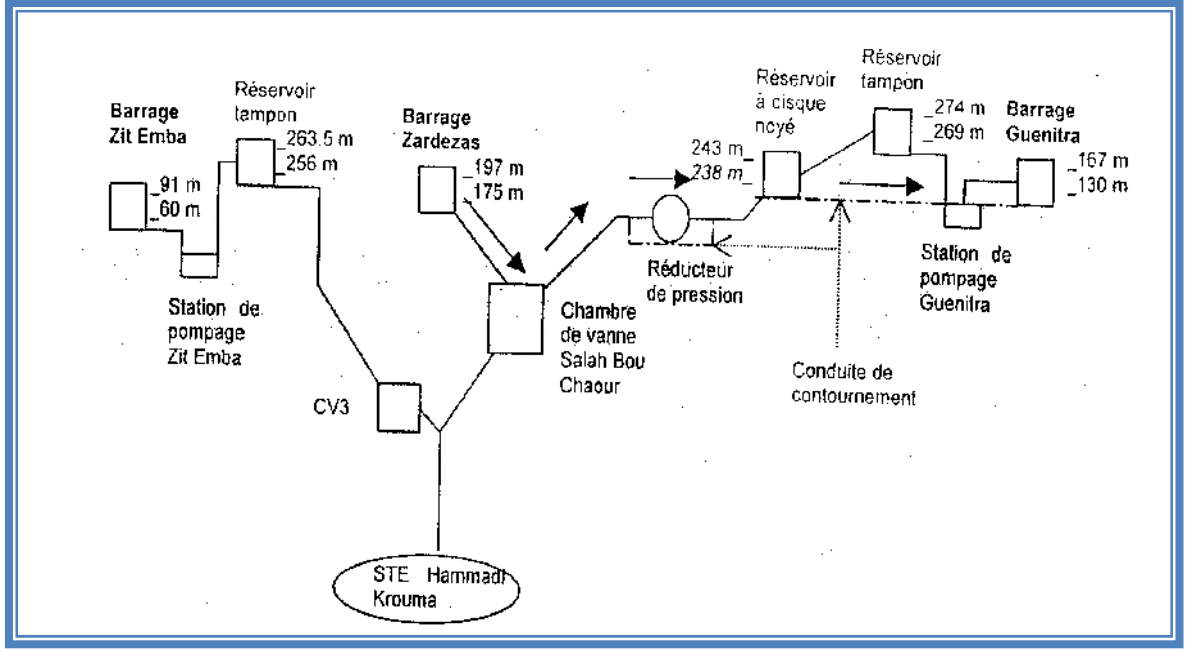 Barrage
Zit Emba
_91 m
_60 m
Station de
pompage
Zit Emba
Réservoir
tampon
_263.5 m
_256 m
CV3
Barrage
Zardezas
_197 m
_175 m
Chambre
de vanne
Salah Bou
Chaour
STE Hammadi
Krouma
Réducteur
de pression
Réservoir
à cisque
noyé
243 m_
238 m_
Conduite de
contournement
Réservoir
tampon
_274 m
_269 m
Barrage
Guenitra
_167 m
_130 m
Station de
pompage
Guenitra